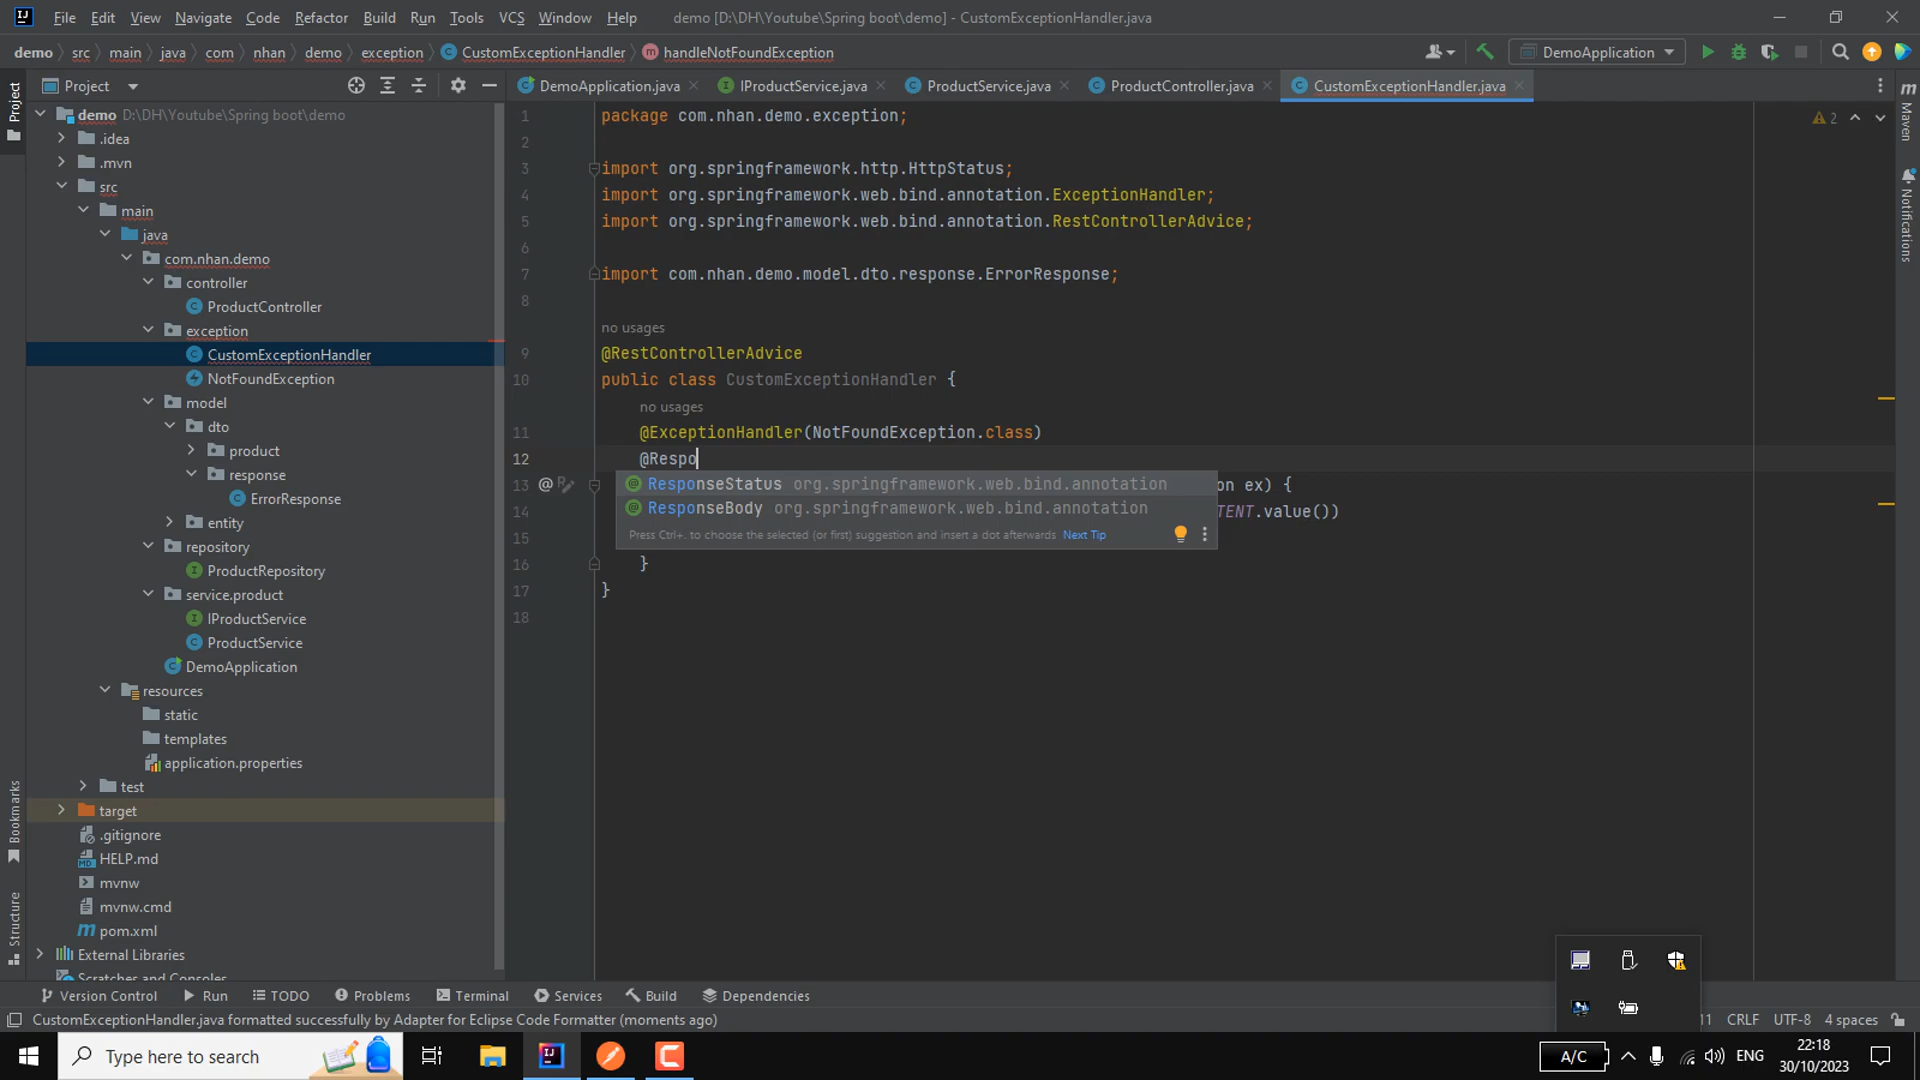 File Edit View Navigate Code Refactor Build Run Tools VCS Window Help demo [D:\DH\Youtube\Spring boot\demo] - CustomExceptionHandler.java
demo src main java com nhan demo exception CustomExceptionHandler handleNotFoundException DemoApplication
Project DemoApplication.java IProductService.java ProductService.java ProductController.java CustomExceptionHandler.java
Project
Maven
Notifications
Bookmarks
Structure
demo D:\DH\Youtube\Spring boot\demo
.idea
.mvn
src
main
java
com.nhan.demo
controller
ProductController
exception
CustomExceptionHandler
NotFoundException
model
dto
product
response
ErrorResponse
entity
repository
ProductRepository
service.product
IProductService
ProductService
DemoApplication
resources
static
templates
application.properties
test
target
.gitignore
HELP.md
mvnw
mvnw.cmd
pom.xml
External Libraries
Scratches and Consoles
1 package com.nhan.demo.exception; 2
2
3 import org.springframework.http.HttpStatus;
4 import org.springframework.web.bind.annotation.ExceptionHandler;
5 import org.springframework.web.bind.annotation.RestControllerAdvice;
6
7 import com.nhan.demo.model.dto.response.ErrorResponse;
8
no usages
9 @RestControllerAdvice
10 public class CustomExceptionHandler {
no usages
11 @ExceptionHandler(NotFoundException.class)
12 @Respo
13 on ex) {
14 TENT.value())
15
16 }
17 }
18
ResponseStatus org.springframework.web.bind.annotation
ResponseBody org.springframework.web.bind.annotation
Press Ctrl+. to choose the selected (or first) suggestion and insert a dot afterwards Next Tip
Version Control Run TODO Problems Terminal Services Build Dependencies
CustomExceptionHandler.java formatted successfully by Adapter for Eclipse Code Formatter (moments ago) 11 CRLF UTF-8 4 spaces
Type here to search A/C ENG 22:18
30/10/2023